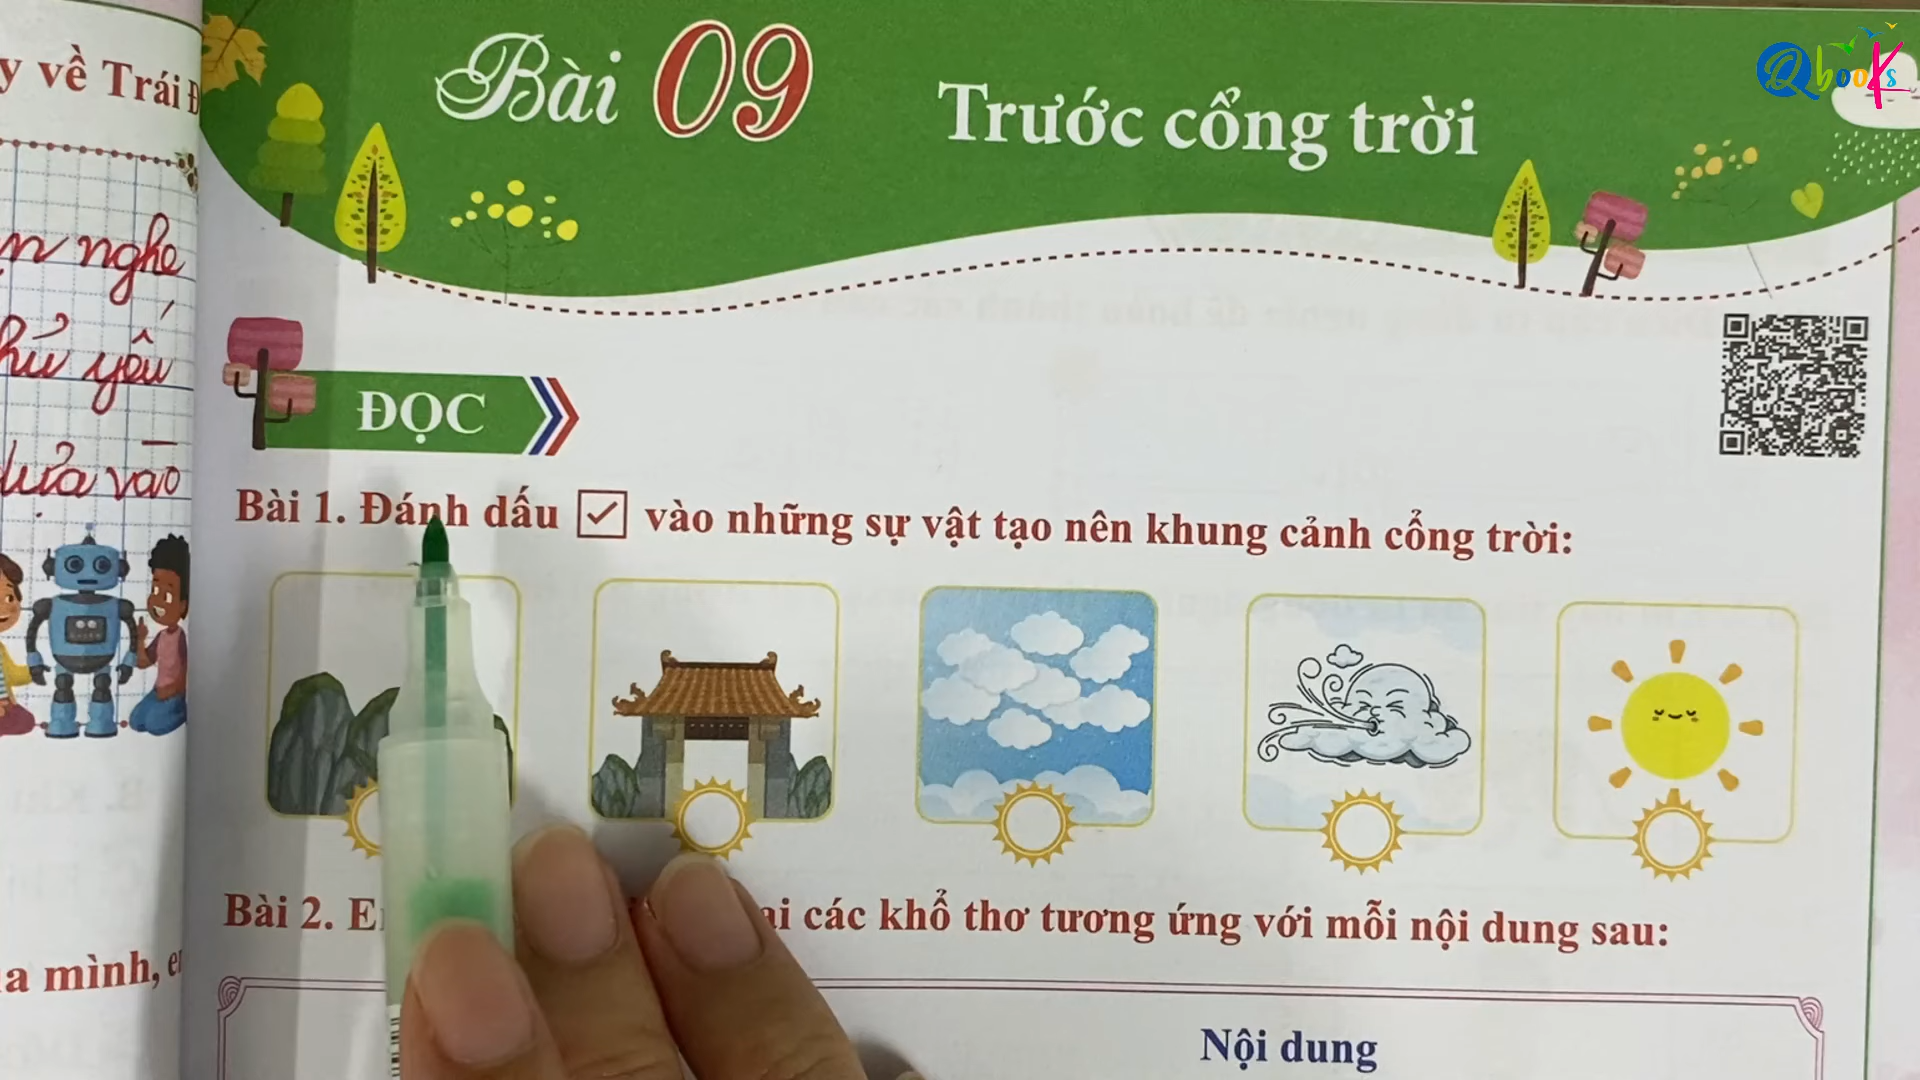 Qbooks
y về Trái
Bài 09
Trước cổng trời
ĐỌC
Bài 1. Đánh dấu ✓ vào những sự vật tạo nên khung cảnh cổng trời:
nghe
yếu
vào
Bài 2. các khổ thơ tương ứng với mỗi nội dung sau:
mình,
Nội dung